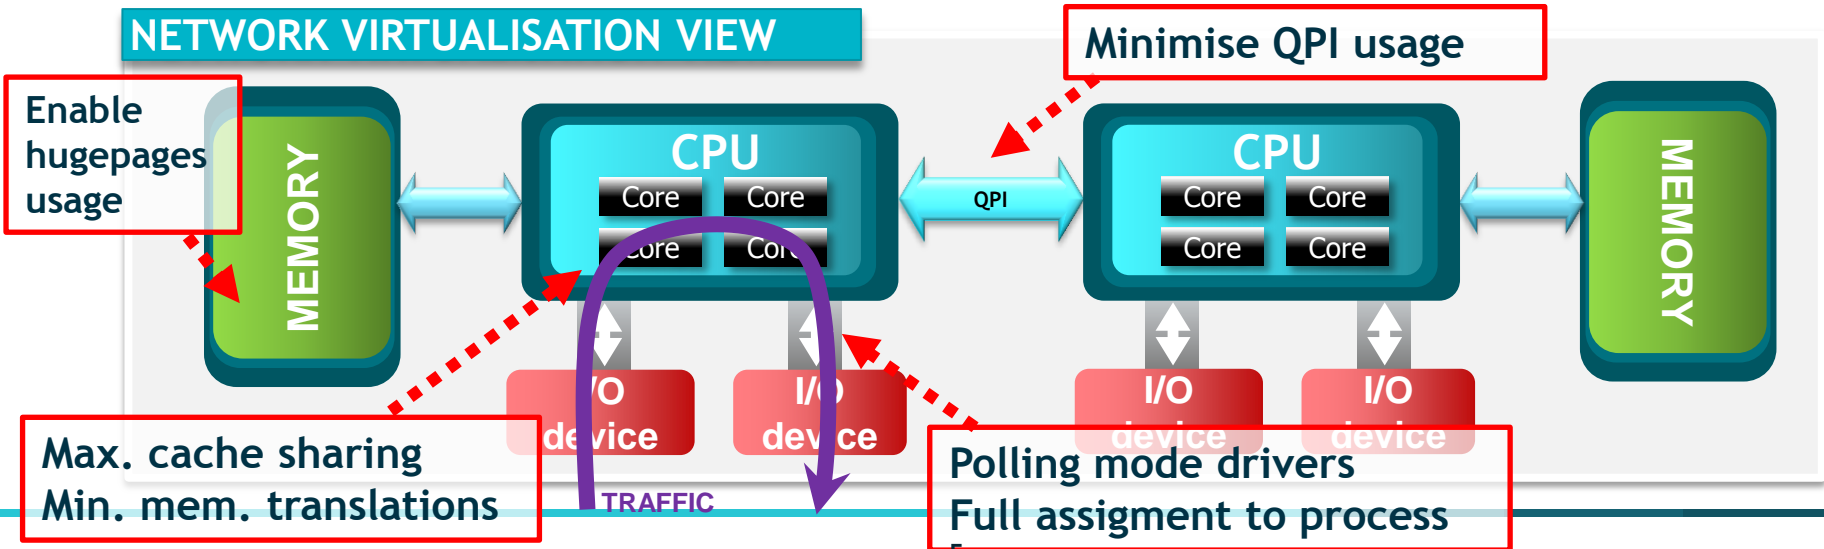 NETWORK VIRTUALISATION VIEW
Minimise QPI usage
Enable
hugepages
usage
MEMORY
CPU
Core Core
Core Core
QPI
CPU
Core Core
Core Core
MEMORY
I/O
device
I/O
device
I/O
device
I/O
device
Max. cache sharing
Min. mem. translations
TRAFFIC
Polling mode drivers
Full assigment to process